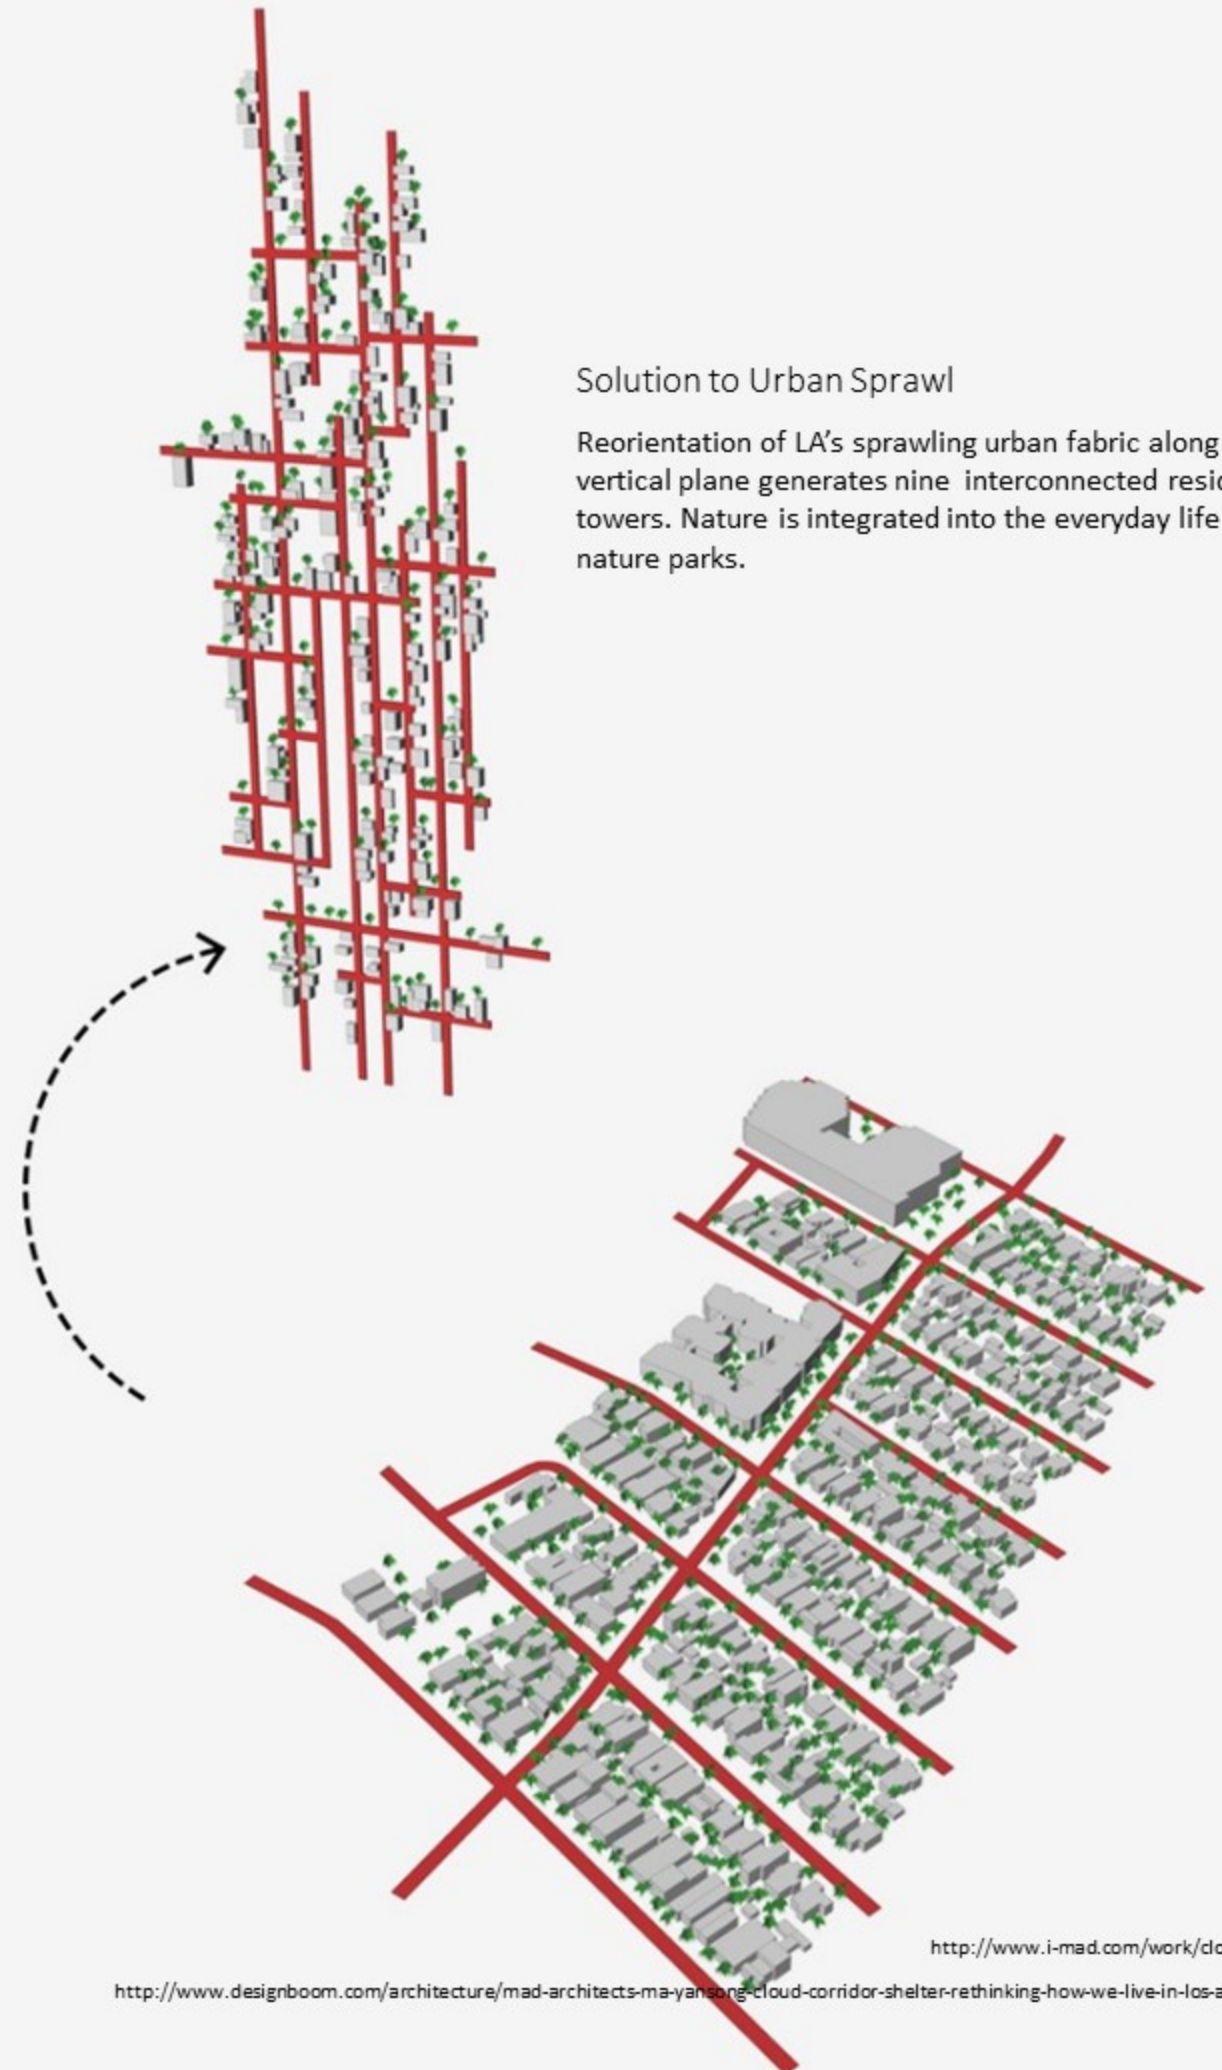 Solution to Urban Sprawl
Reorientation of LA's sprawling urban fabric along
vertical plane generates nine interconnected resid
towers. Nature is integrated into the everyday life
nature parks.
http://www.i-mad.com/work/clo
http://www.designboom.com/architecture/mad-architects-ma-yansong-cloud-corridor-shelter-rethinking-how-we-live-in-los-a